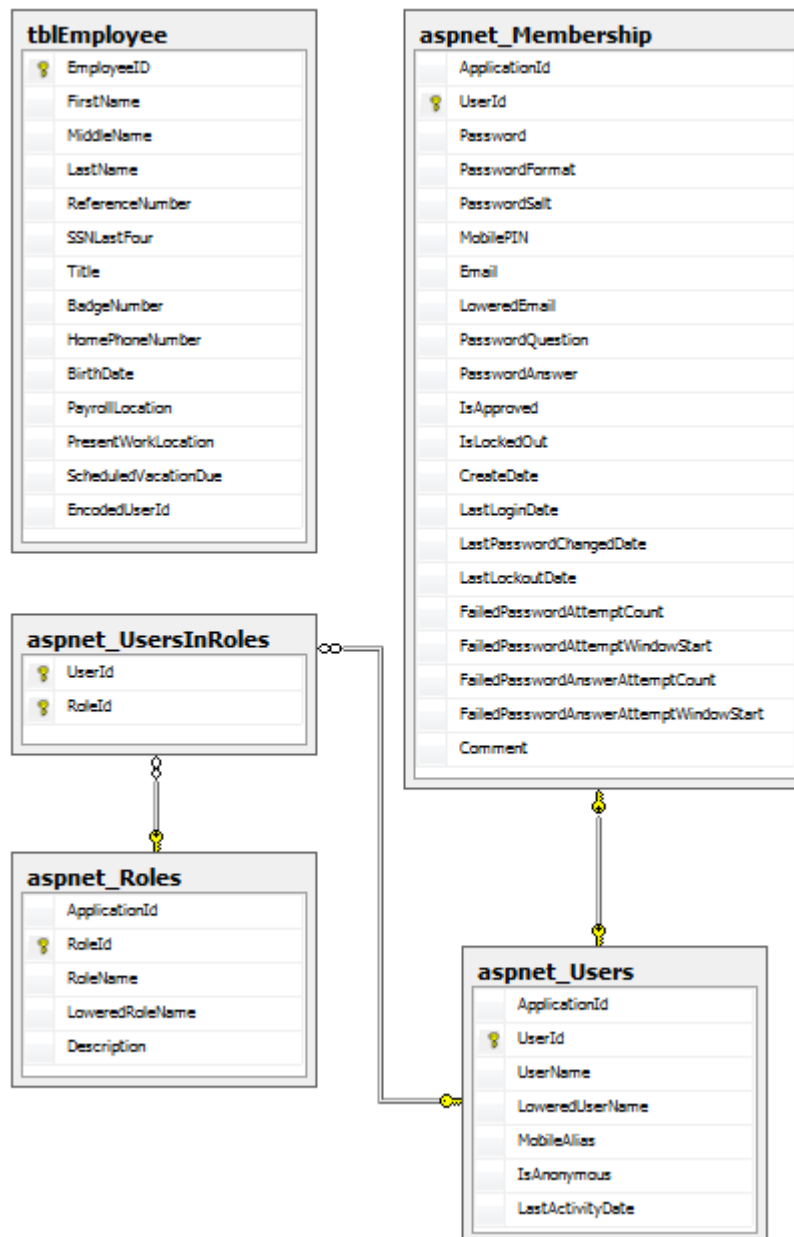 tblEmployee
EmployeeID
FirstName
MiddleName
LastName
ReferenceNumber
SSNLastFour
Title
BadgeNumber
HomePhoneNumber
BirthDate
PayrollLocation
PresentWorkLocation
ScheduledVacationDue
EncodedUserId
aspnet_Membership
ApplicationId
UserId
Password
PasswordFormat
PasswordSalt
MobilePIN
Email
LoweredEmail
PasswordQuestion
PasswordAnswer
IsApproved
IsLockedOut
CreateDate
LastLoginDate
LastPasswordChangedDate
LastLockoutDate
FailedPasswordAttemptCount
FailedPasswordAttemptWindowStart
FailedPasswordAnswerAttemptCount
FailedPasswordAnswerAttemptWindowStart
Comment
aspnet_UsersInRoles
UserId
RoleId
aspnet_Roles
ApplicationId
RoleId
RoleName
LoweredRoleName
Description
aspnet_Users
ApplicationId
UserId
UserName
LoweredUserName
MobileAlias
IsAnonymous
LastActivityDate